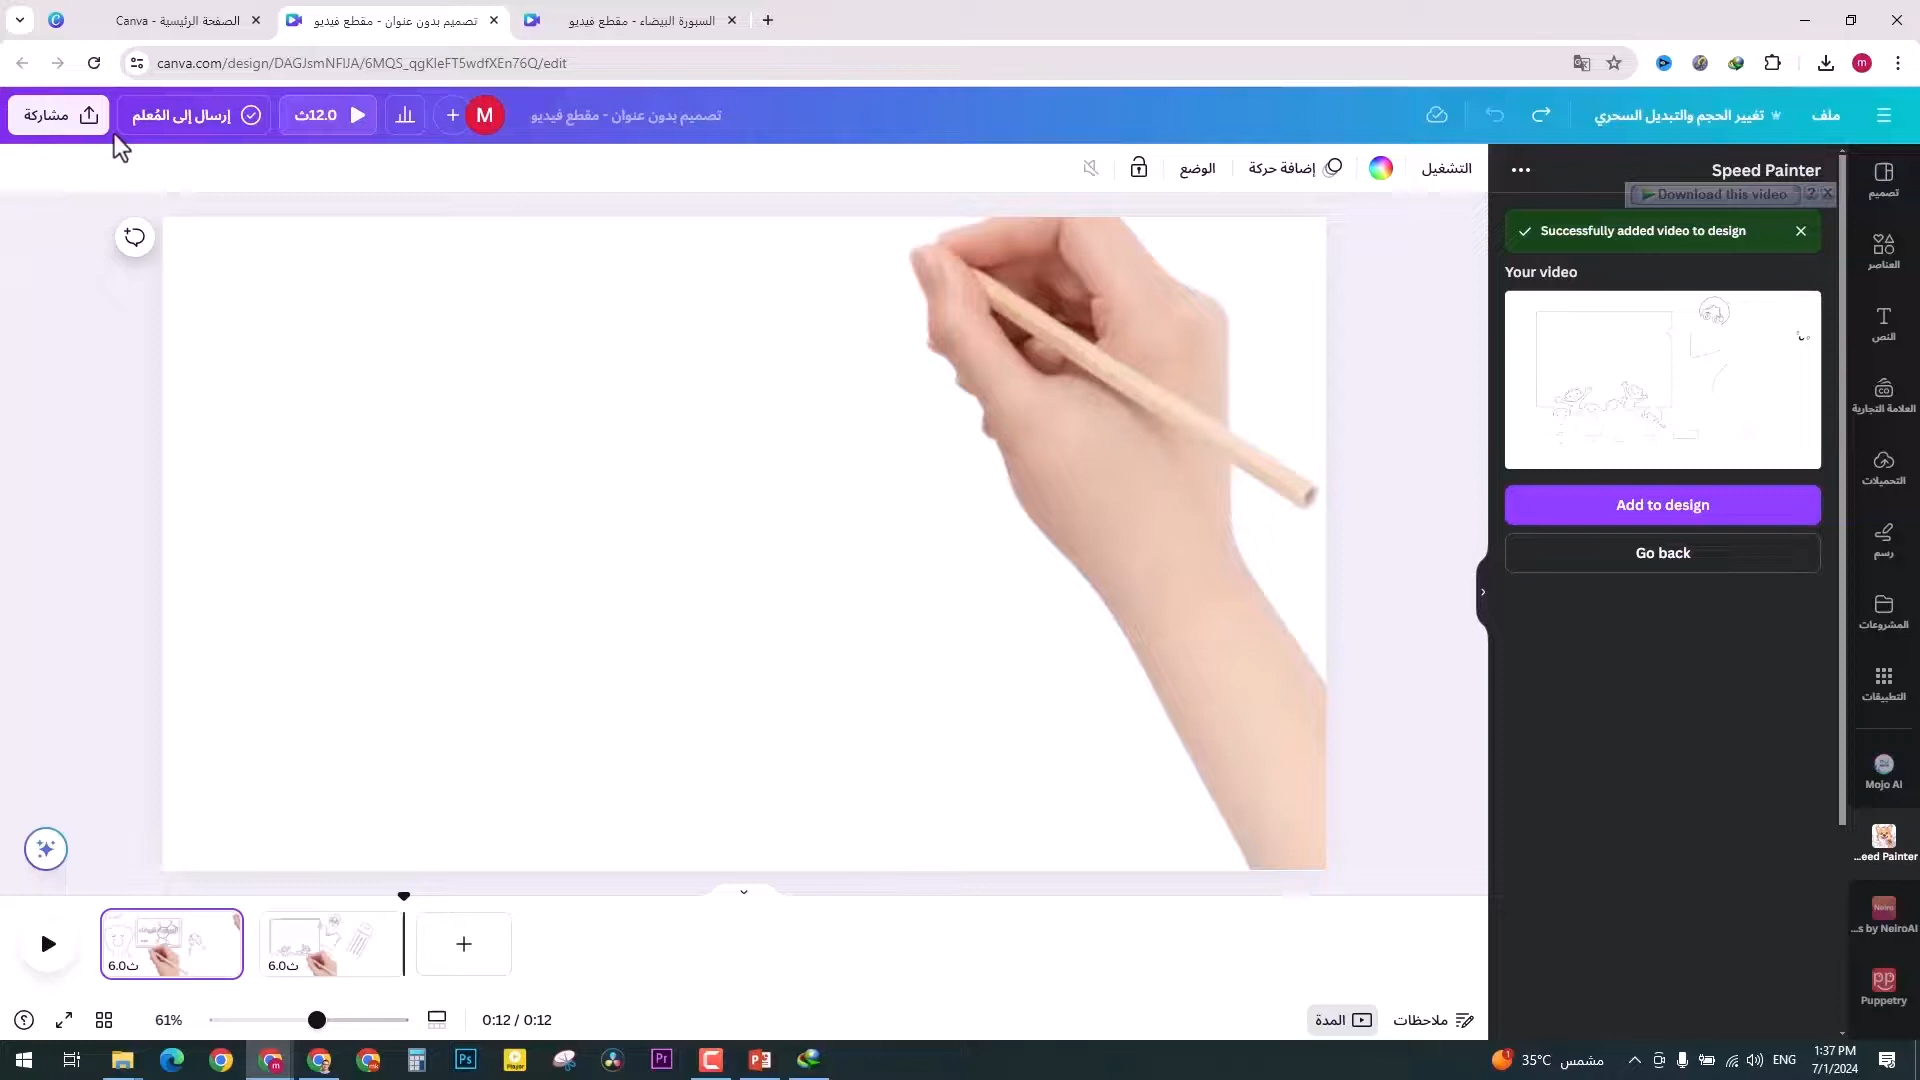 الصفحة الرئيسية - Canva
تصميم بدون عنوان - مقطع فيديو
السبورة البيضاء - مقطع فيديو
canva.com/design/DAGJsmNFIJA/6MQS_qgKleFT5wdfXEn76Q/edit
m
ملف
تغيير الحجم والتبديل السحري
تصميم بدون عنوان - مقطع فيديو
M
12.0ث
إرسال إلى المُعلم
مشاركة
التشغيل
إضافة حركة
الوضع
Speed Painter
Download this video
?
Successfully added video to design
Your video
Add to design
Go back
تصميم
العناصر
النص
العلامة التجارية
التحميلات
رسم
المشروعات
التطبيقات
Mojo AI
...eed Painter
Neiro
...s by NeiroAI
Puppetry
6.0ث
6.0ث
61%
0:12 / 0:12
المدة
ملاحظات
Ps
Player
Pr
35°C مشمس
ENG
1:37 PM
7/1/2024